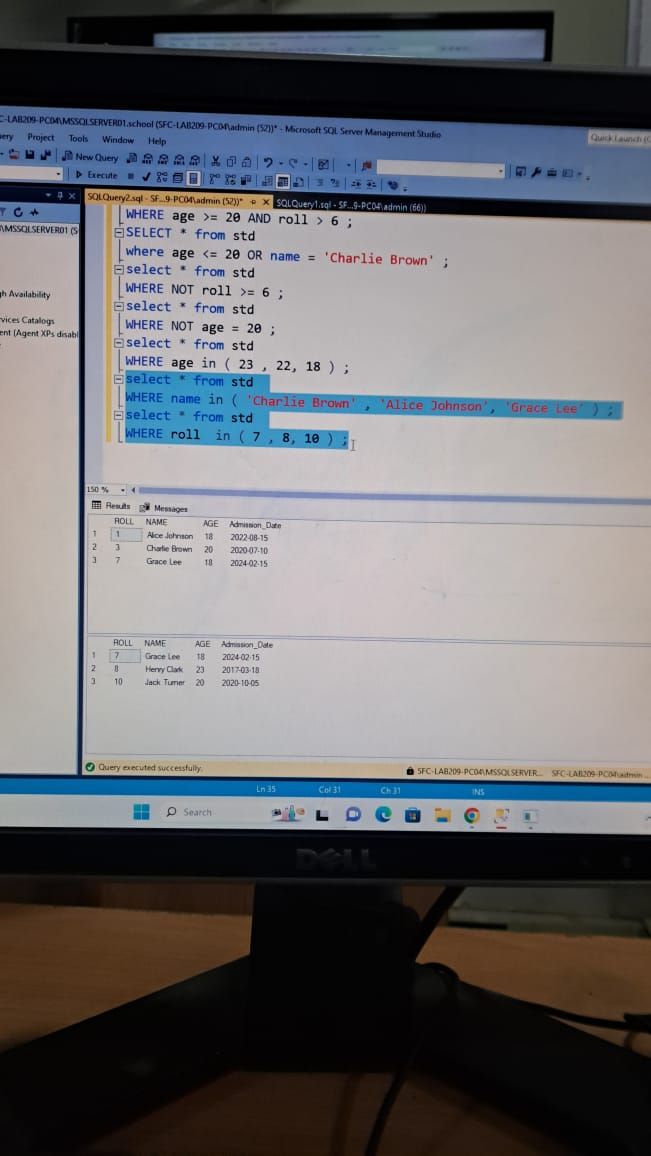 C-LAB209-PC04\MSSQLSERVER01.school (SFC-LAB209-PC04\admin (52))* - Microsoft SQL Server Management Studio
Quick Launch (C
ery Project Tools Window Help
New Query
Execute
SQLQuery2.sql - SF...9-PC04\admin (52))* SQLQuery1.sql - SF...9-PC04\admin (66))
\MSSQLSERVER01 (S
gh Availability
rvices Catalogs
ent (Agent XPs disabl
WHERE age >= 20 AND roll > 6 ;
SELECT * from std
where age <= 20 OR name = 'Charlie Brown' ;
select * from std
WHERE NOT roll >= 6 ;
select * from std
WHERE NOT age = 20 ;
select * from std
WHERE age in ( 23 , 22, 18 ) ;
select * from std
WHERE name in ( 'Charlie Brown' , 'Alice Johnson', 'Grace Lee' ) ;
select * from std
WHERE roll in ( 7 , 8, 10 ) ;
150 %
Results Messages
ROLL NAME AGE Admission_Date
1 1 Alice Johnson 18 2022-08-15
2 3 Charlie Brown 20 2020-07-10
3 7 Grace Lee 18 2024-02-15
ROLL NAME AGE Admission_Date
1 7 Grace Lee 18 2024-02-15
2 8 Henry Clark 23 2017-03-18
3 10 Jack Turner 20 2020-10-05
Query executed successfully.
SFC-LAB209-PC04\MSSQLSERVER... SFC-LAB209-PC04\admin ...
Ln 35 Col 31 Ch 31 INS
Search
DELL